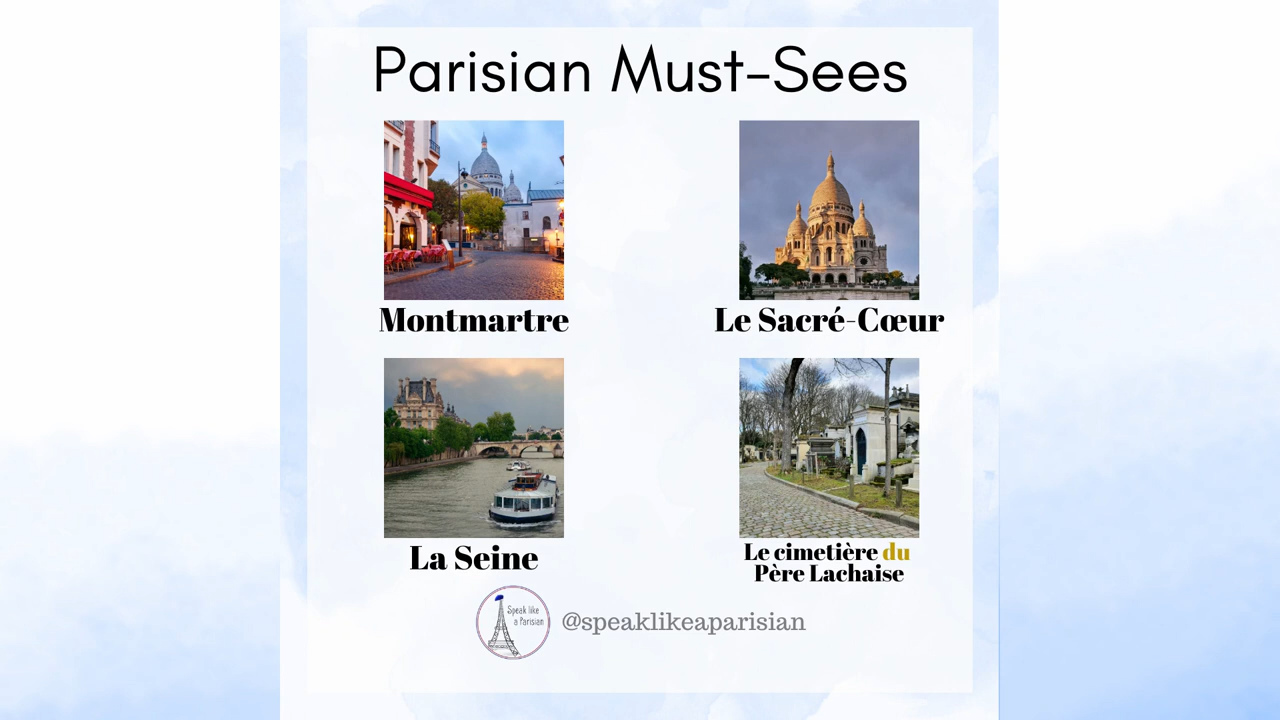 Parisian Must-Sees
Montmartre
Le Sacré-Cœur
La Seine
Le cimetière du
Père Lachaise
Speak like
a Parisian
@speaklikeaparisian